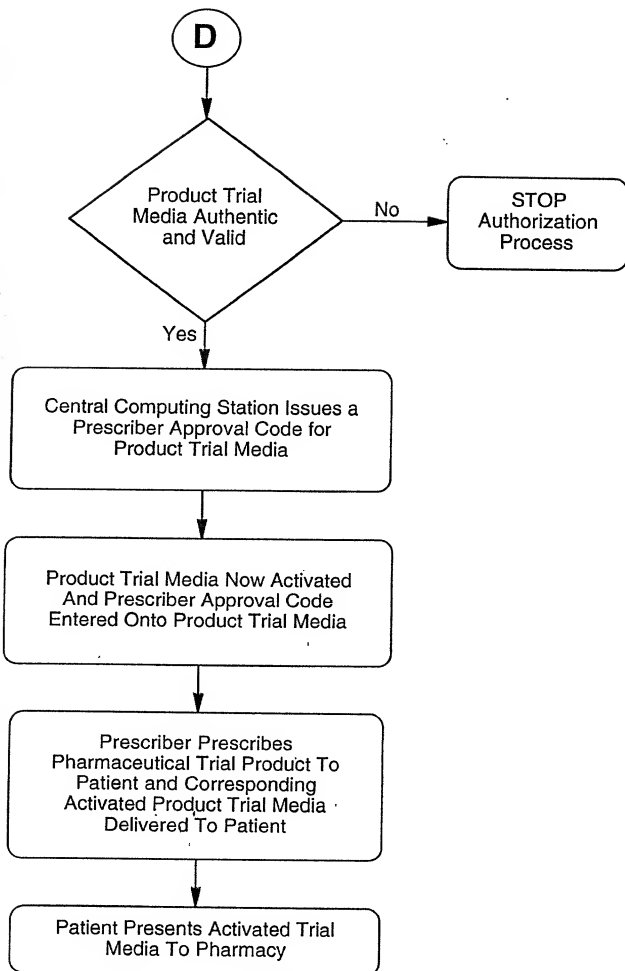 D
Product Trial
Media Authentic
and Valid
No
STOP
Authorization
Process
Yes
Central Computing Station Issues a
Prescriber Approval Code for
Product Trial Media
Product Trial Media Now Activated
And Prescriber Approval Code
Entered Onto Product Trial Media
Prescriber Prescribes
Pharmaceutical Trial Product To
Patient and Corresponding
Activated Product Trial Media
Delivered To Patient
Patient Presents Activated Trial
Media To Pharmacy